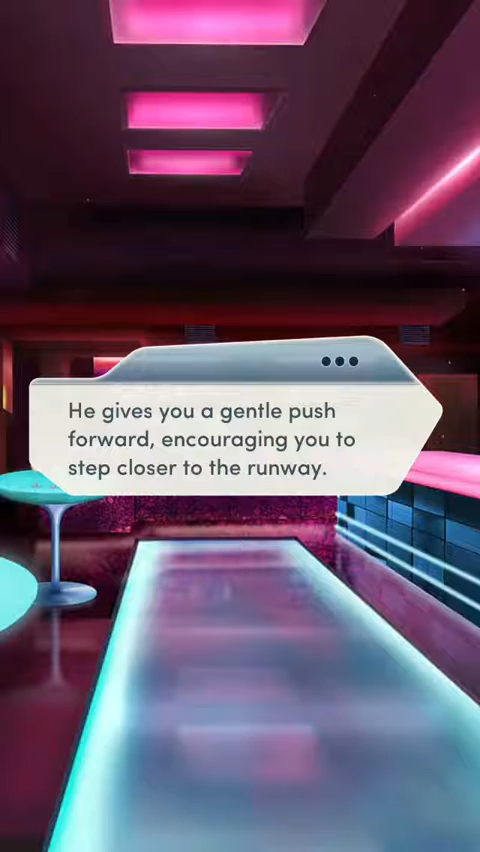 He gives you a gentle push
forward, encouraging you to
step closer to the runway.